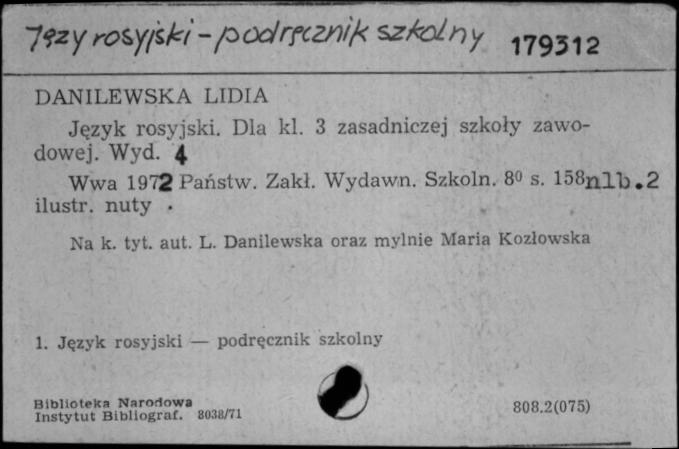 Język rosyjski - podręcznik szkolny 179312
DANILEWSKA LIDIA
Język rosyjski. Dla kl. 3 zasadniczej szkoły zawo-
dowej. Wyd. 4
Wwa 1972 Państw. Zakł. Wydawn. Szkoln. 8⁰ s. 158nlb.2
ilustr. nuty .
Na k. tyt. aut. L. Danilewska oraz mylnie Maria Kozłowska
1. Język rosyjski — podręcznik szkolny
Biblioteka Narodowa
Instytut Bibliograf. 8038/71 808.2(075)